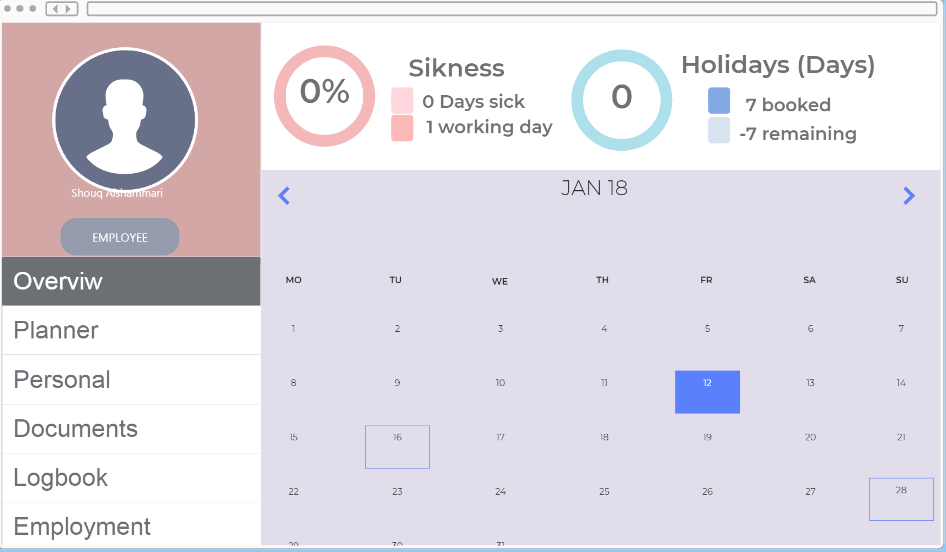 Shouq Alshammari
EMPLOYEE
Overviw
Planner
Personal
Documents
Logbook
Employment
0%
Sikness
0 Days sick
1 working day
0
Holidays (Days)
7 booked
-7 remaining
JAN 18
MO TU WE TH FR SA SU
1 2 3 4 5 6 7
8 9 10 11 12 13 14
15 16 17 18 19 20 21
22 23 24 25 26 27 28
29 30 31